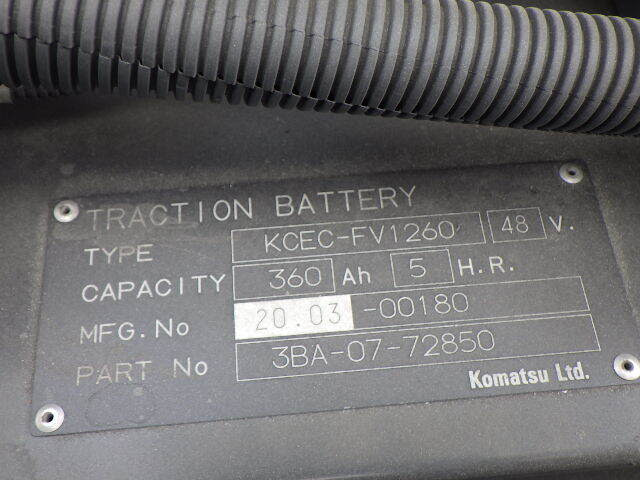 TRACTION BATTERY
TYPE KCEC-FV1260 48 V.
CAPACITY 360 Ah 5 H.R.
MFG.No 20.03 -00180
PART No 3BA-07-72850
Komatsu Ltd.